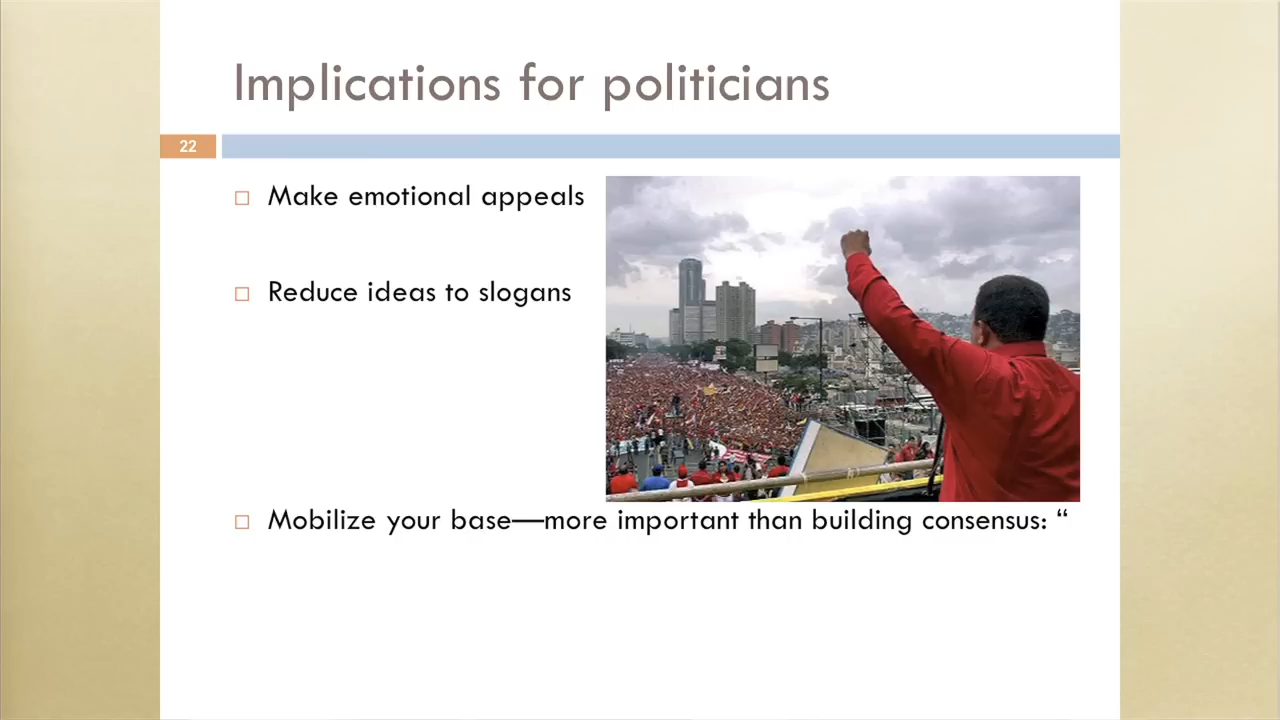 Implications for politicians
22
Make emotional appeals
Reduce ideas to slogans
Mobilize your base—more important than building consensus: “